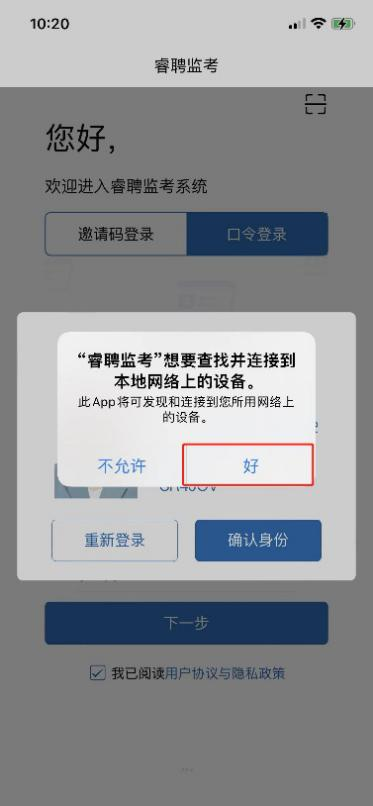 10:20
睿聘监考
您好,
欢迎进入睿聘监考系统
邀请码登录 口令登录
“睿聘监考”想要查找并连接到
本地网络上的设备。
此App将可发现和连接到您所用网络上
的设备。
不允许 好
重新登录 确认身份
下一步
我已阅读用户协议与隐私政策